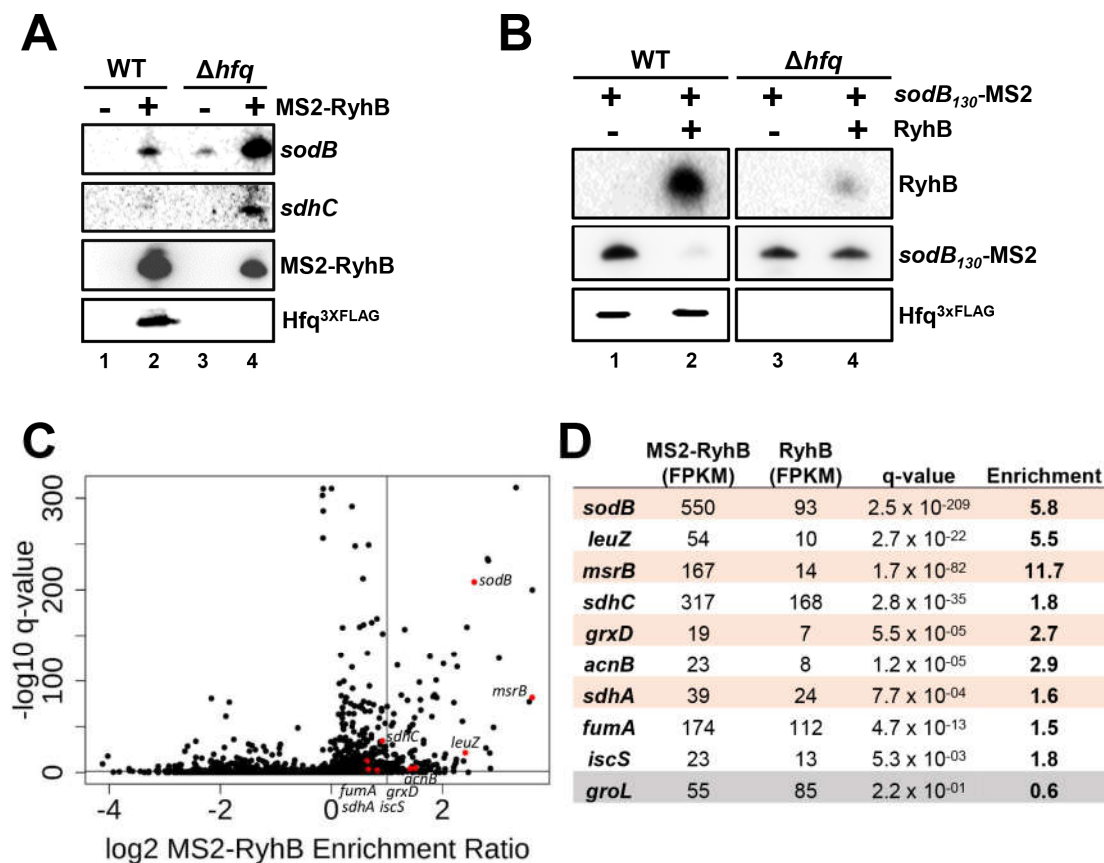 A
WT Δhfq
- + - + MS2-RyhB
sodB
sdhC
MS2-RyhB
Hfq3XFLAG
1 2 3 4
B
WT Δhfq
+ + + + sodB130-MS2
- + - + RyhB
RyhB
sodB130-MS2
Hfq3xFLAG
1 2 3 4
C
-log10 q-value
300
200
100
0
sodB
msrB
sdhC
leuZ
acnB
fumA grxD
sdhA iscS
-4 -2 0 2
log2 MS2-RyhB Enrichment Ratio
D
MS2-RyhB (FPKM) RyhB (FPKM) q-value Enrichment
sodB 550 93 2.5 x 10-209 5.8
leuZ 54 10 2.7 x 10-22 5.5
msrB 167 14 1.7 x 10-82 11.7
sdhC 317 168 2.8 x 10-35 1.8
grxD 19 7 5.5 x 10-05 2.7
acnB 23 8 1.2 x 10-05 2.9
sdhA 39 24 7.7 x 10-04 1.6
fumA 174 112 4.7 x 10-13 1.5
iscS 23 13 5.3 x 10-03 1.8
groL 55 85 2.2 x 10-01 0.6